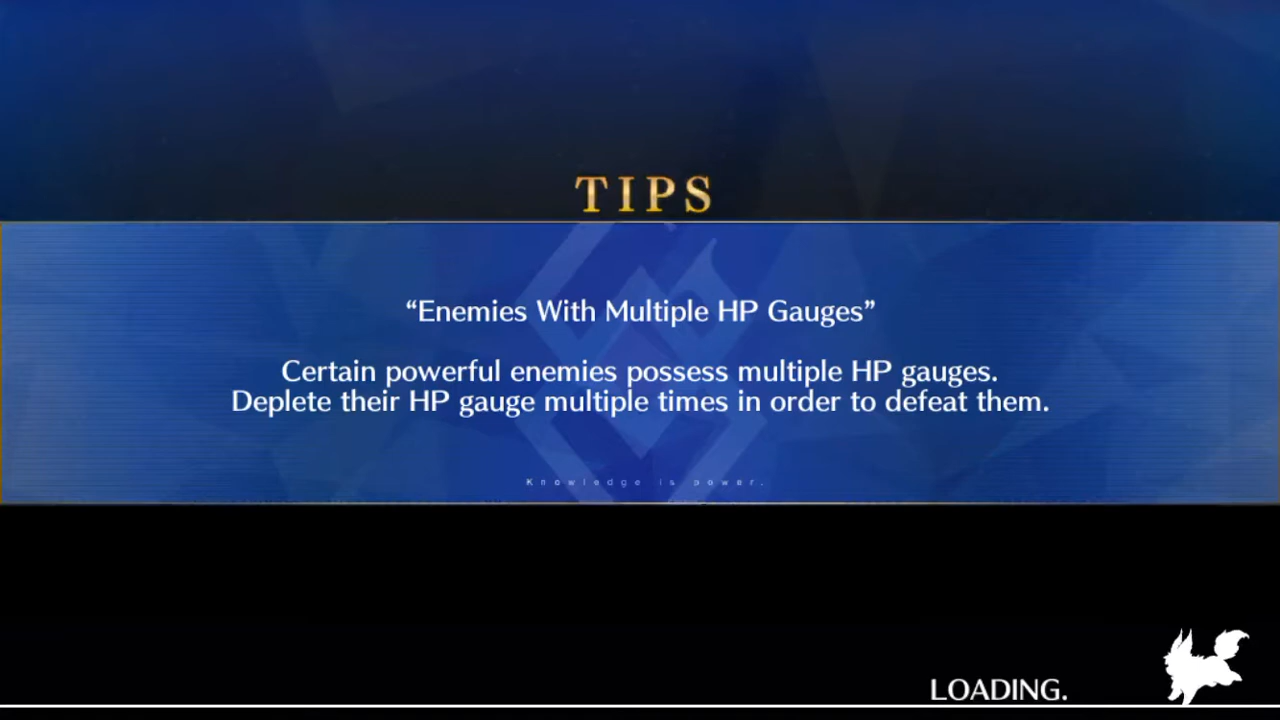 TIPS
“Enemies With Multiple HP Gauges”
Certain powerful enemies possess multiple HP gauges.
Deplete their HP gauge multiple times in order to defeat them.
Knowledge is power.
LOADING.